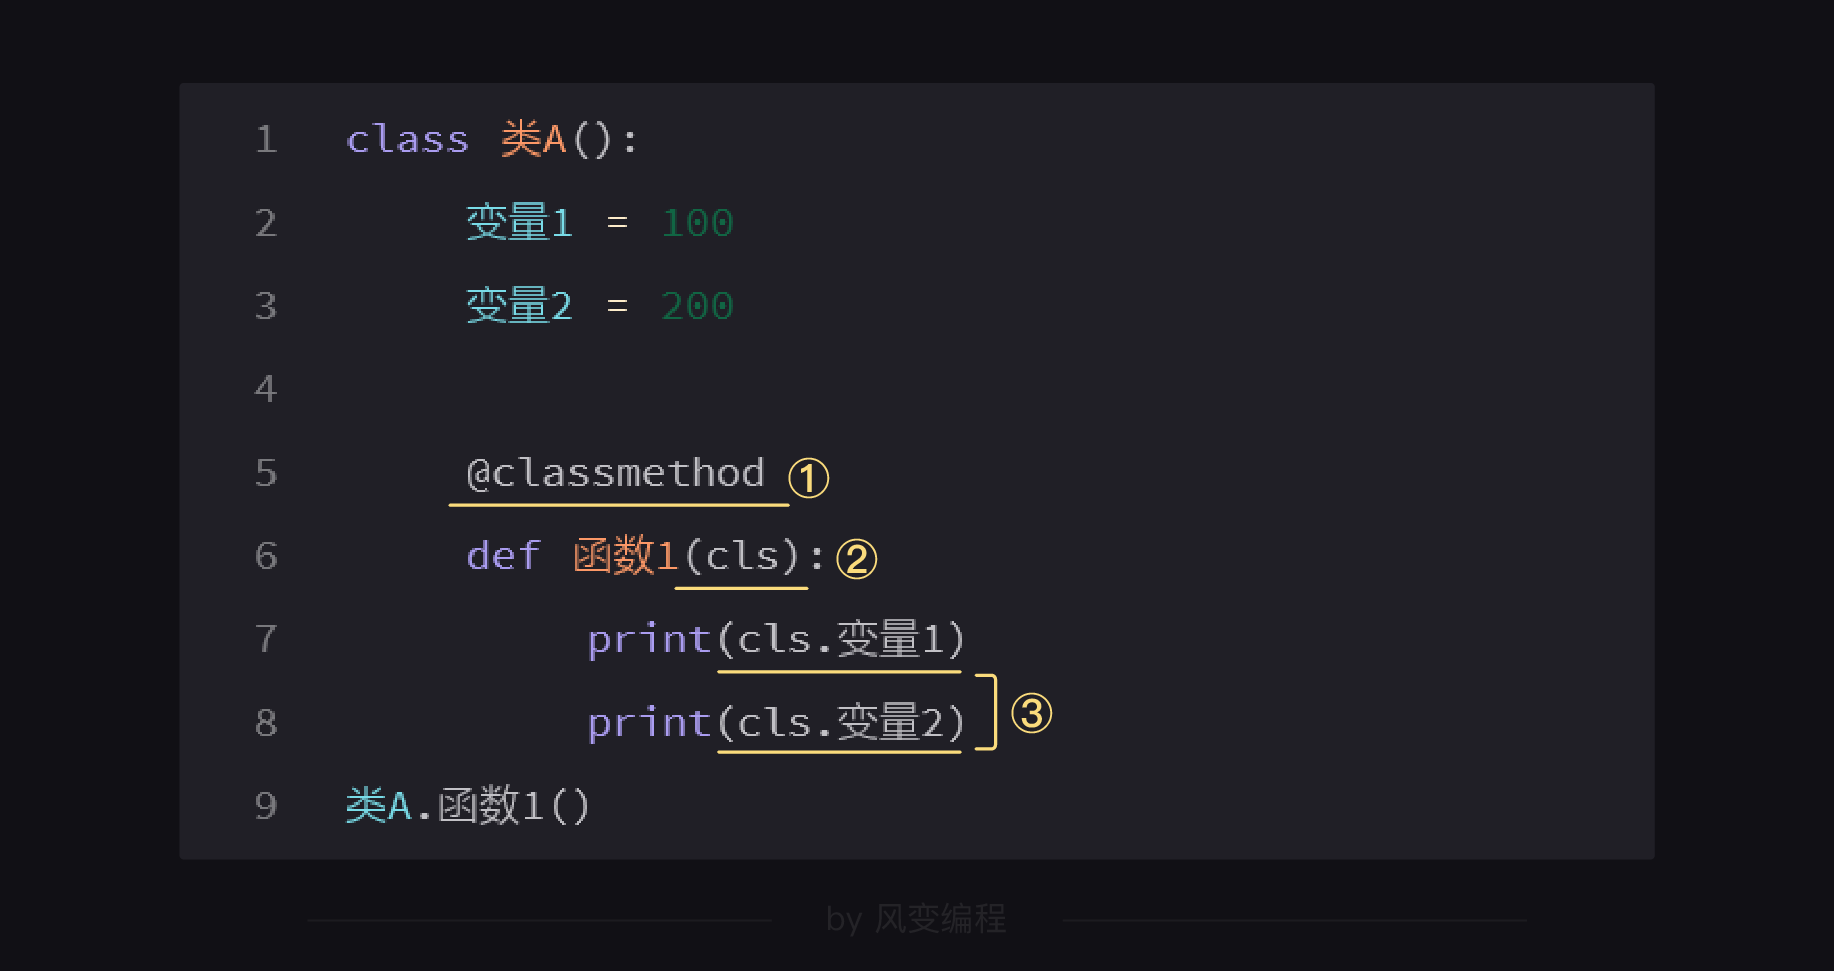 1 class 类A():
2 变量1 = 100
3 变量2 = 200
4
5 @classmethod ①
6 def 函数1(cls): ②
7 print(cls.变量1)
8 print(cls.变量2) ③
9 类A.函数1()
by 风变编程